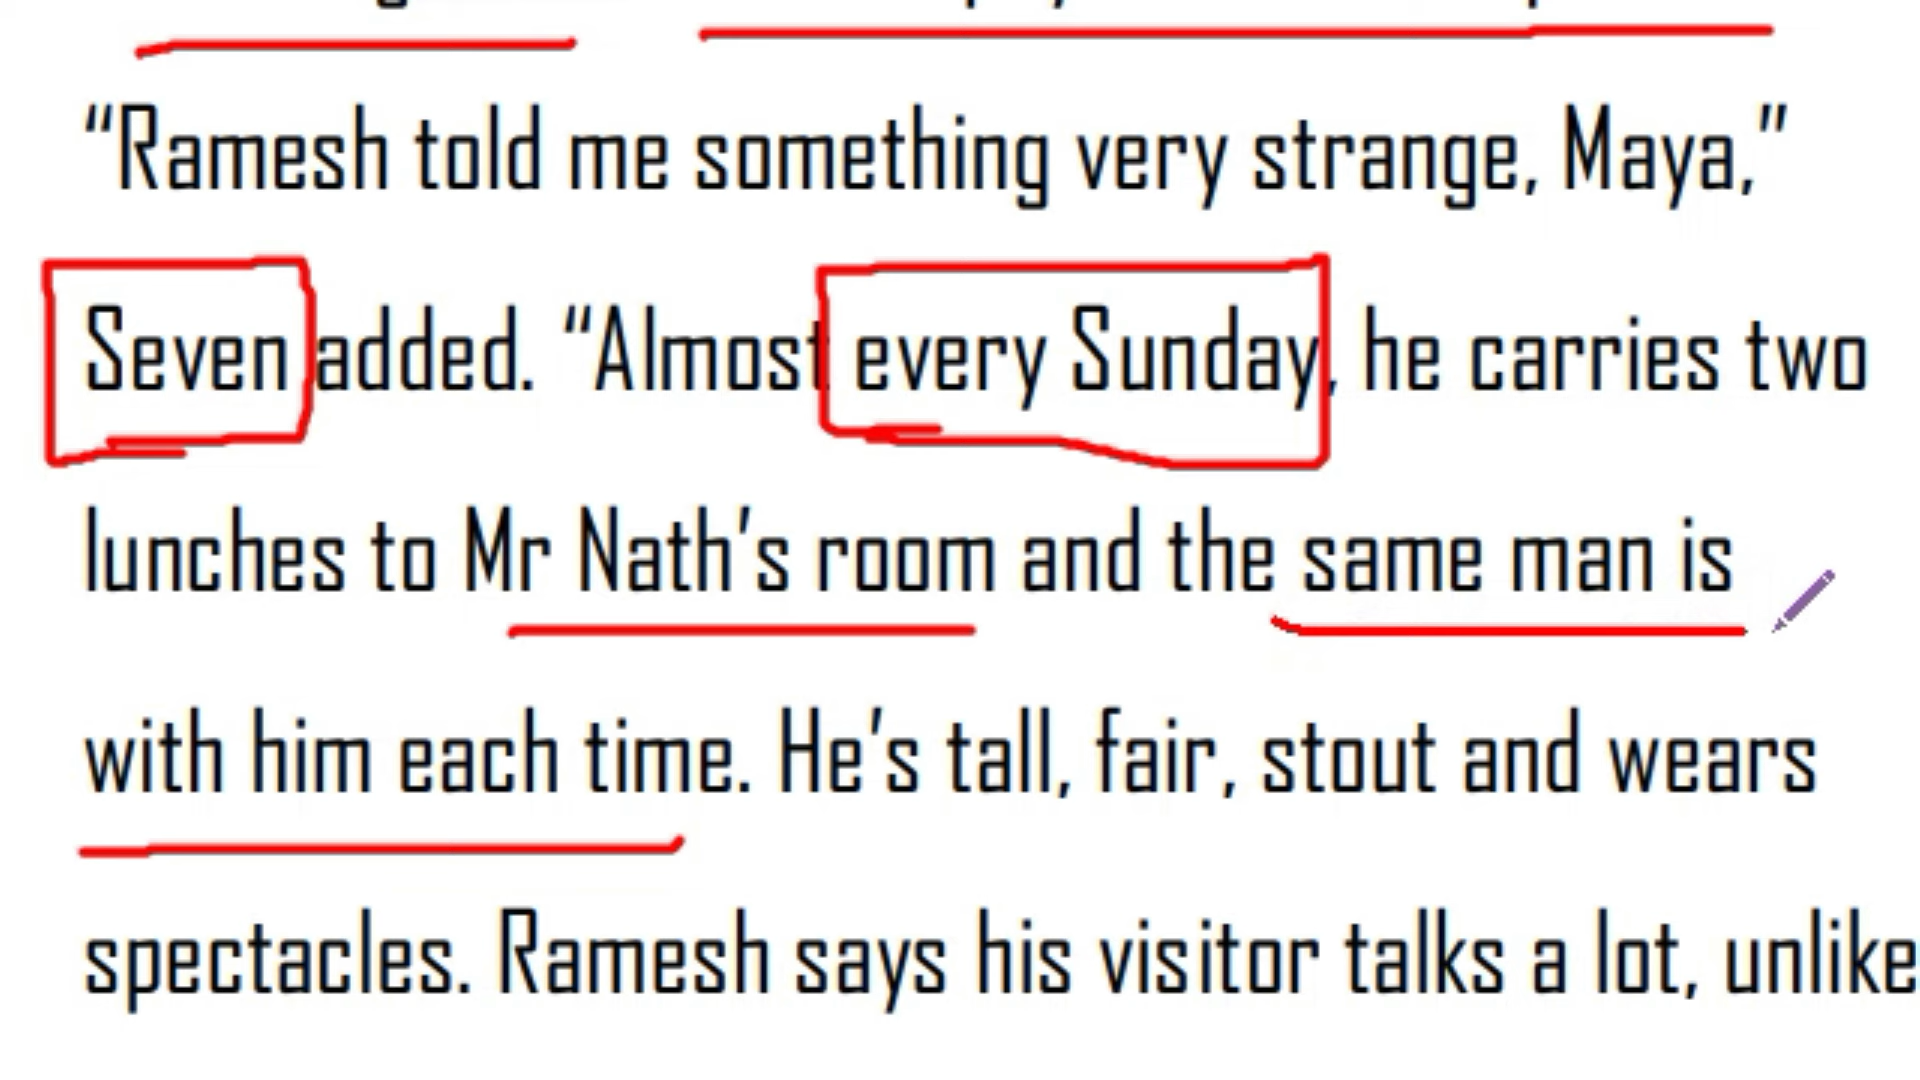 “Ramesh told me something very strange, Maya,”
Seven added. “Almost every Sunday, he carries two
lunches to Mr Nath’s room and the same man is
with him each time. He’s tall, fair, stout and wears
spectacles. Ramesh says his visitor talks a lot, unlike